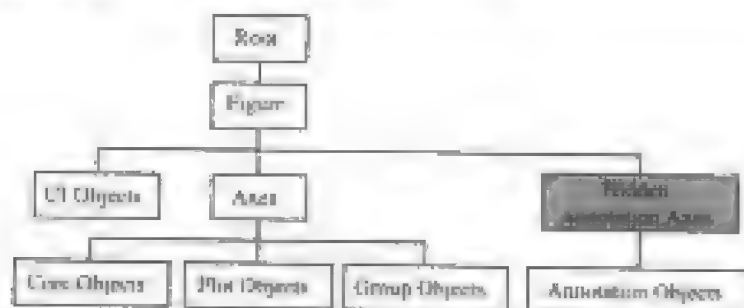 Root
Figure
UI Objects
Axes
Hidden
Annotation Axes
Core Objects
Plot Objects
Group Objects
Annotation Objects